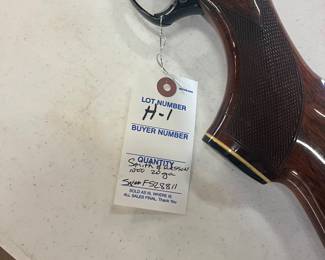 LOT NUMBER
H-1
BUYER NUMBER
QUANTITY
Smith & Wesson
1000 20 ga
Ser# FS28811
SOLD AS IS, WHERE IS.
ALL SALES FINAL. Thank You